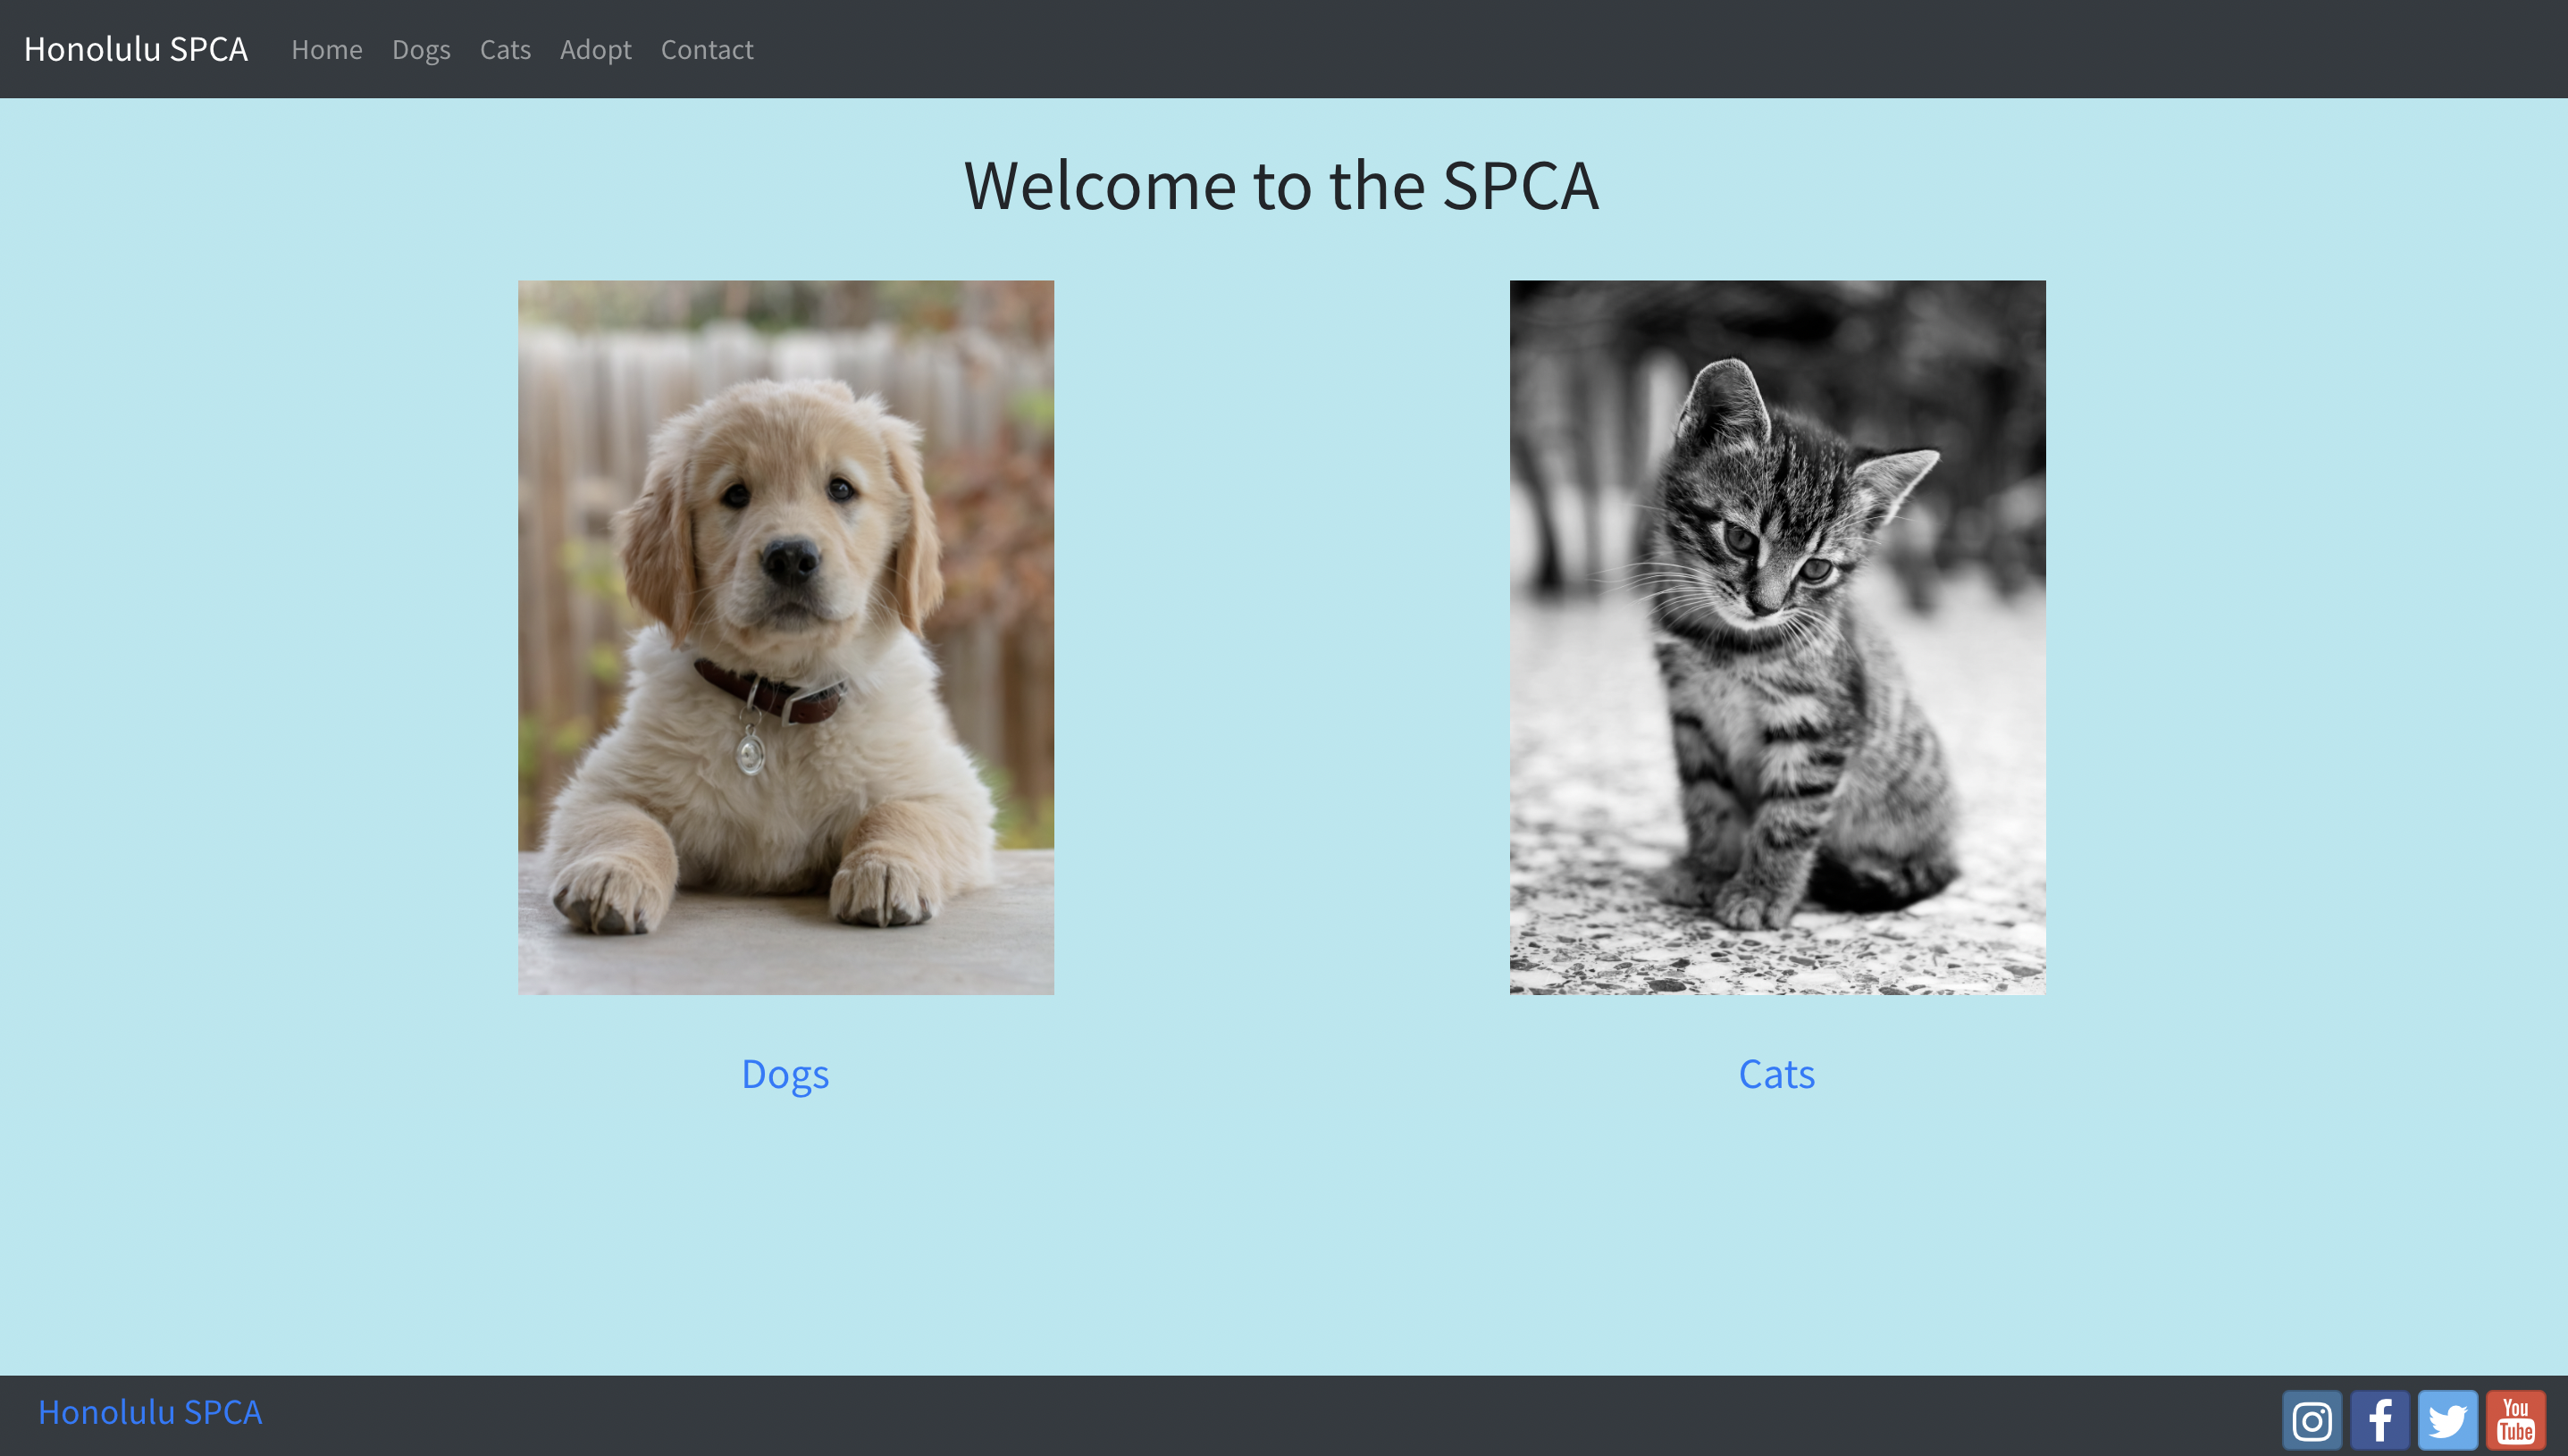 Honolulu SPCA Home Dogs Cats Adopt Contact
Welcome to the SPCA
Dogs Cats
Honolulu SPCA
You
Tube